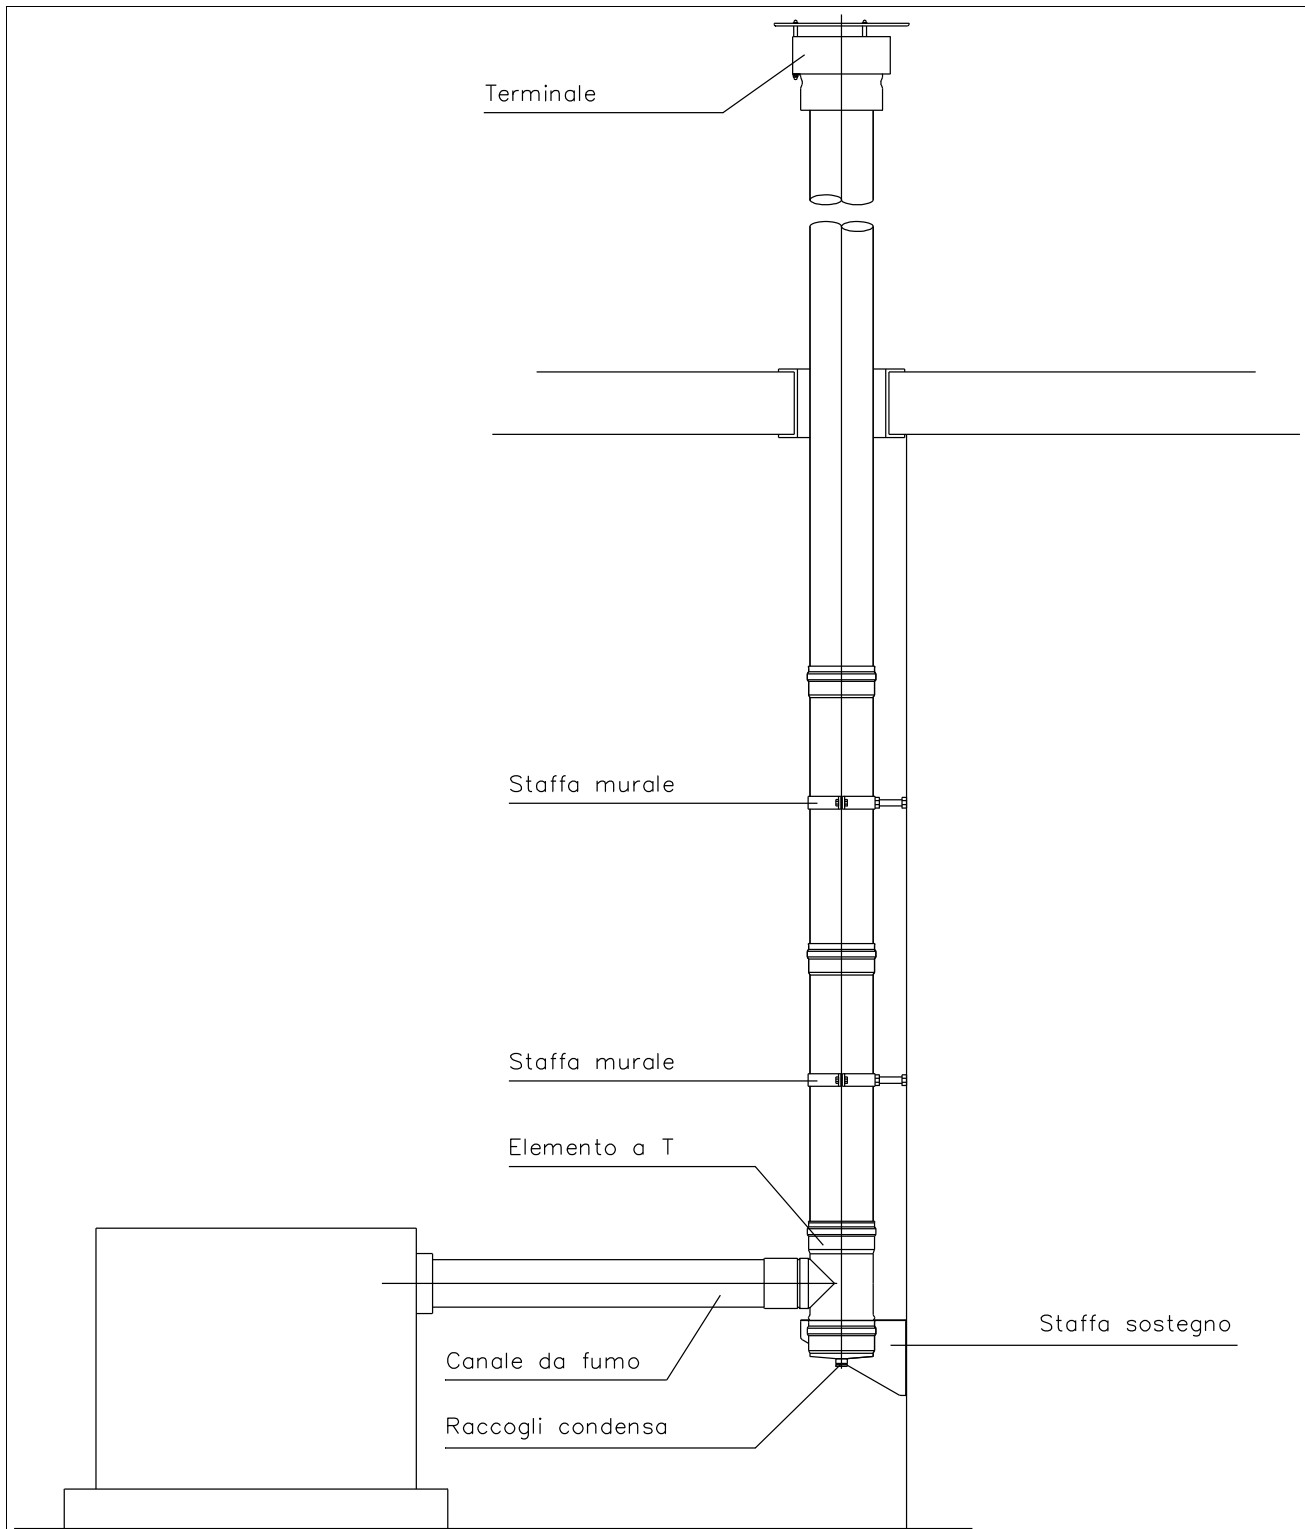 Terminale
Staffa murale
Staffa murale
Elemento a T
Staffa sostegno
Canale da fumo
Raccogli condensa